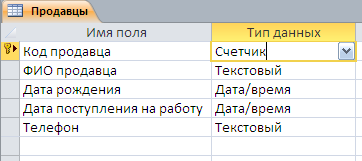 Продавцы
Имя поля Тип данных
Код продавца Счетчик
ФИО продавца Текстовый
Дата рождения Дата/время
Дата поступления на работу Дата/время
Телефон Текстовый